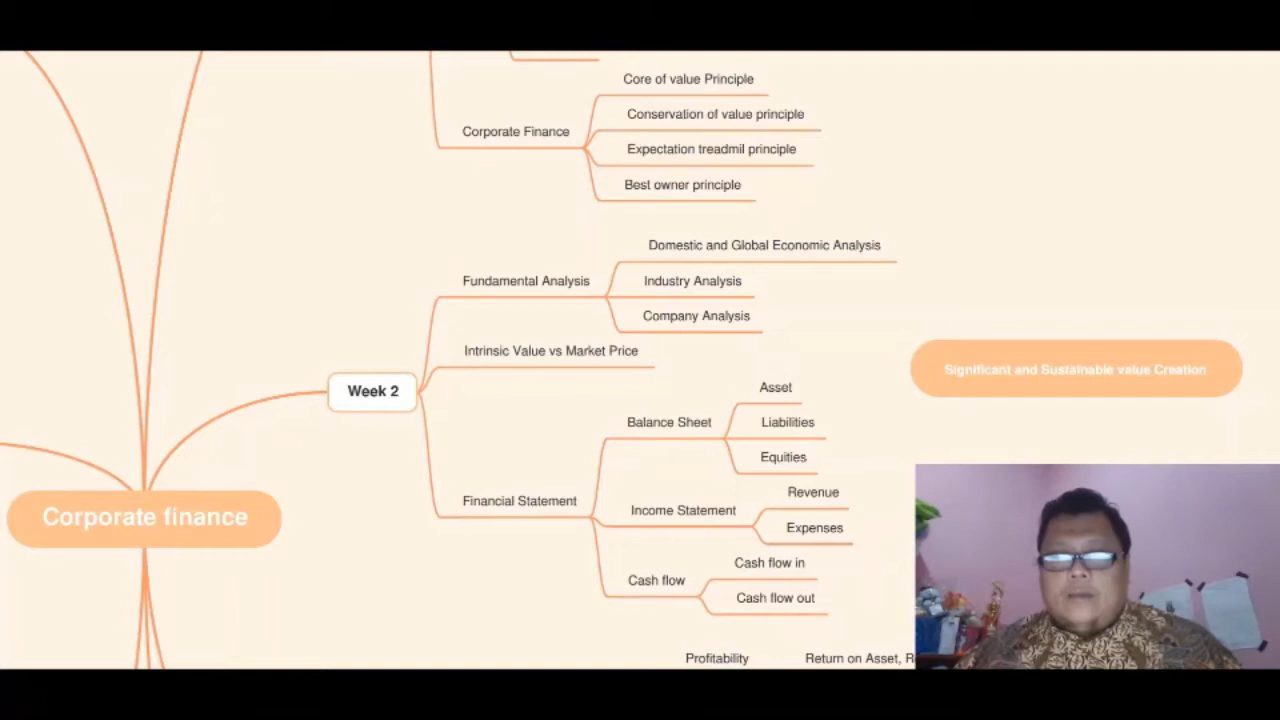 Core of value Principle
Conservation of value principle
Corporate Finance
Expectation treadmil principle
Best owner principle
Domestic and Global Economic Analysis
Fundamental Analysis
Industry Analysis
Company Analysis
Intrinsic Value vs Market Price
Significant and Sustainable value Creation
Week 2
Asset
Balance Sheet
Liabilities
Equities
Financial Statement
Revenue
Income Statement
Expenses
Corporate finance
Cash flow in
Cash flow
Cash flow out
Profitability
Return on Asset,